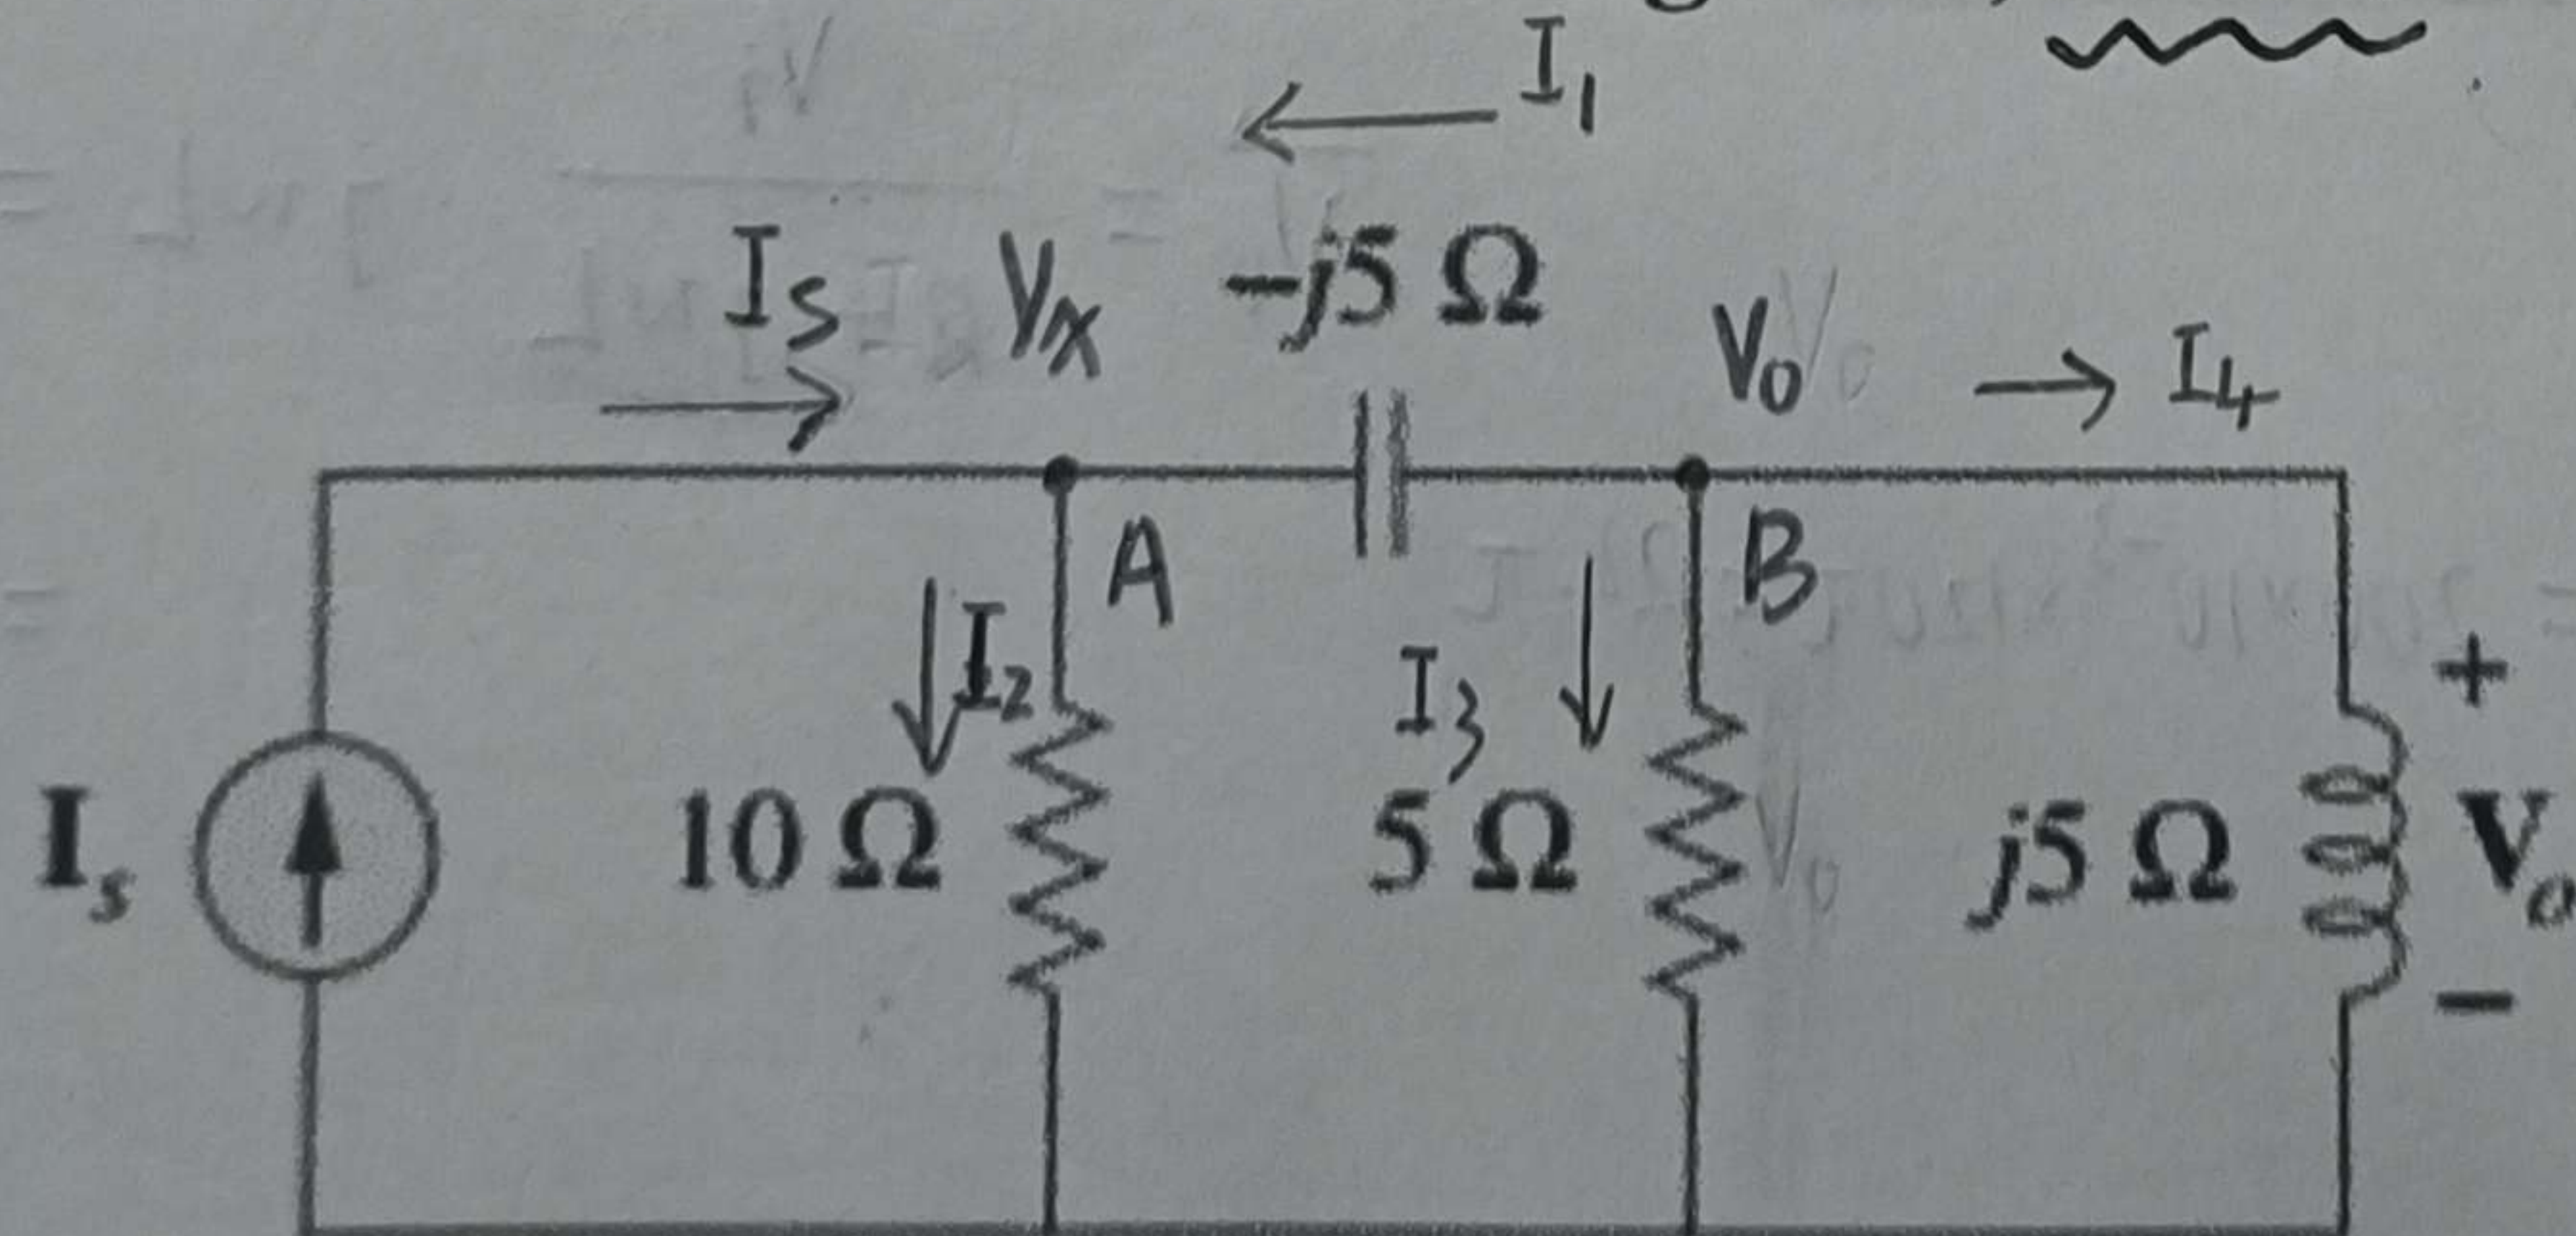 I1
Is Vx -j5 Ω Vo I4
A B
I2 I3
Is 10 Ω 5 Ω j5 Ω + Vo −